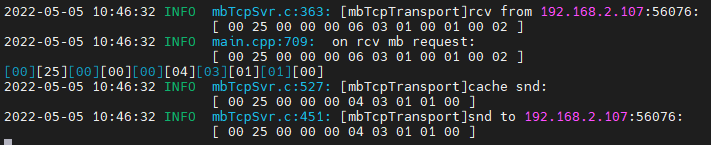 2022-05-05 10:46:32 INFO  mbTcpSvr.c:363: [mbTcpTransport]rcv from 192.168.2.107:56076:
[ 00 25 00 00 00 06 03 01 00 01 00 02 ]
2022-05-05 10:46:32 INFO  main.cpp:709:  on rcv mb request:
[ 00 25 00 00 00 06 03 01 00 01 00 02 ]
[00][25][00][00][00][04][03][01][01][00]
2022-05-05 10:46:32 INFO  mbTcpSvr.c:527: [mbTcpTransport]cache snd:
[ 00 25 00 00 00 04 03 01 01 00 ]
2022-05-05 10:46:32 INFO  mbTcpSvr.c:451: [mbTcpTransport]snd to 192.168.2.107:56076:
[ 00 25 00 00 00 04 03 01 01 00 ]